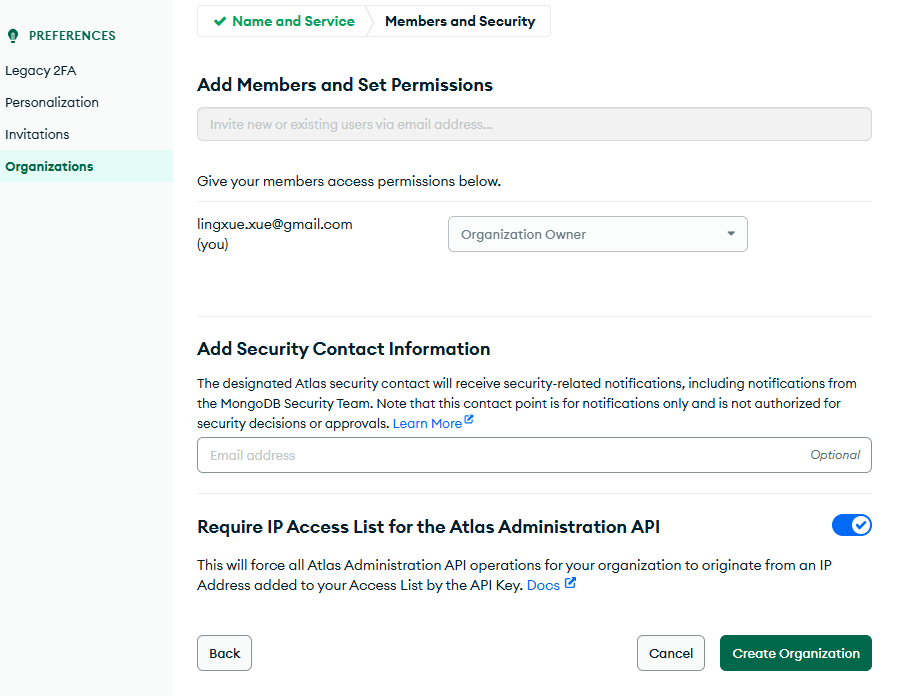 PREFERENCES
Legacy 2FA
Personalization
Invitations
Organizations
Name and Service
Members and Security
Add Members and Set Permissions
Invite new or existing users via email address...
Give your members access permissions below.
lingxue.xue@gmail.com
(you)
Organization Owner
Add Security Contact Information
The designated Atlas security contact will receive security-related notifications, including notifications from
the MongoDB Security Team. Note that this contact point is for notifications only and is not authorized for
security decisions or approvals. Learn More
Email address
Optional
Require IP Access List for the Atlas Administration API
This will force all Atlas Administration API operations for your organization to originate from an IP
Address added to your Access List by the API Key. Docs
Back
Cancel
Create Organization